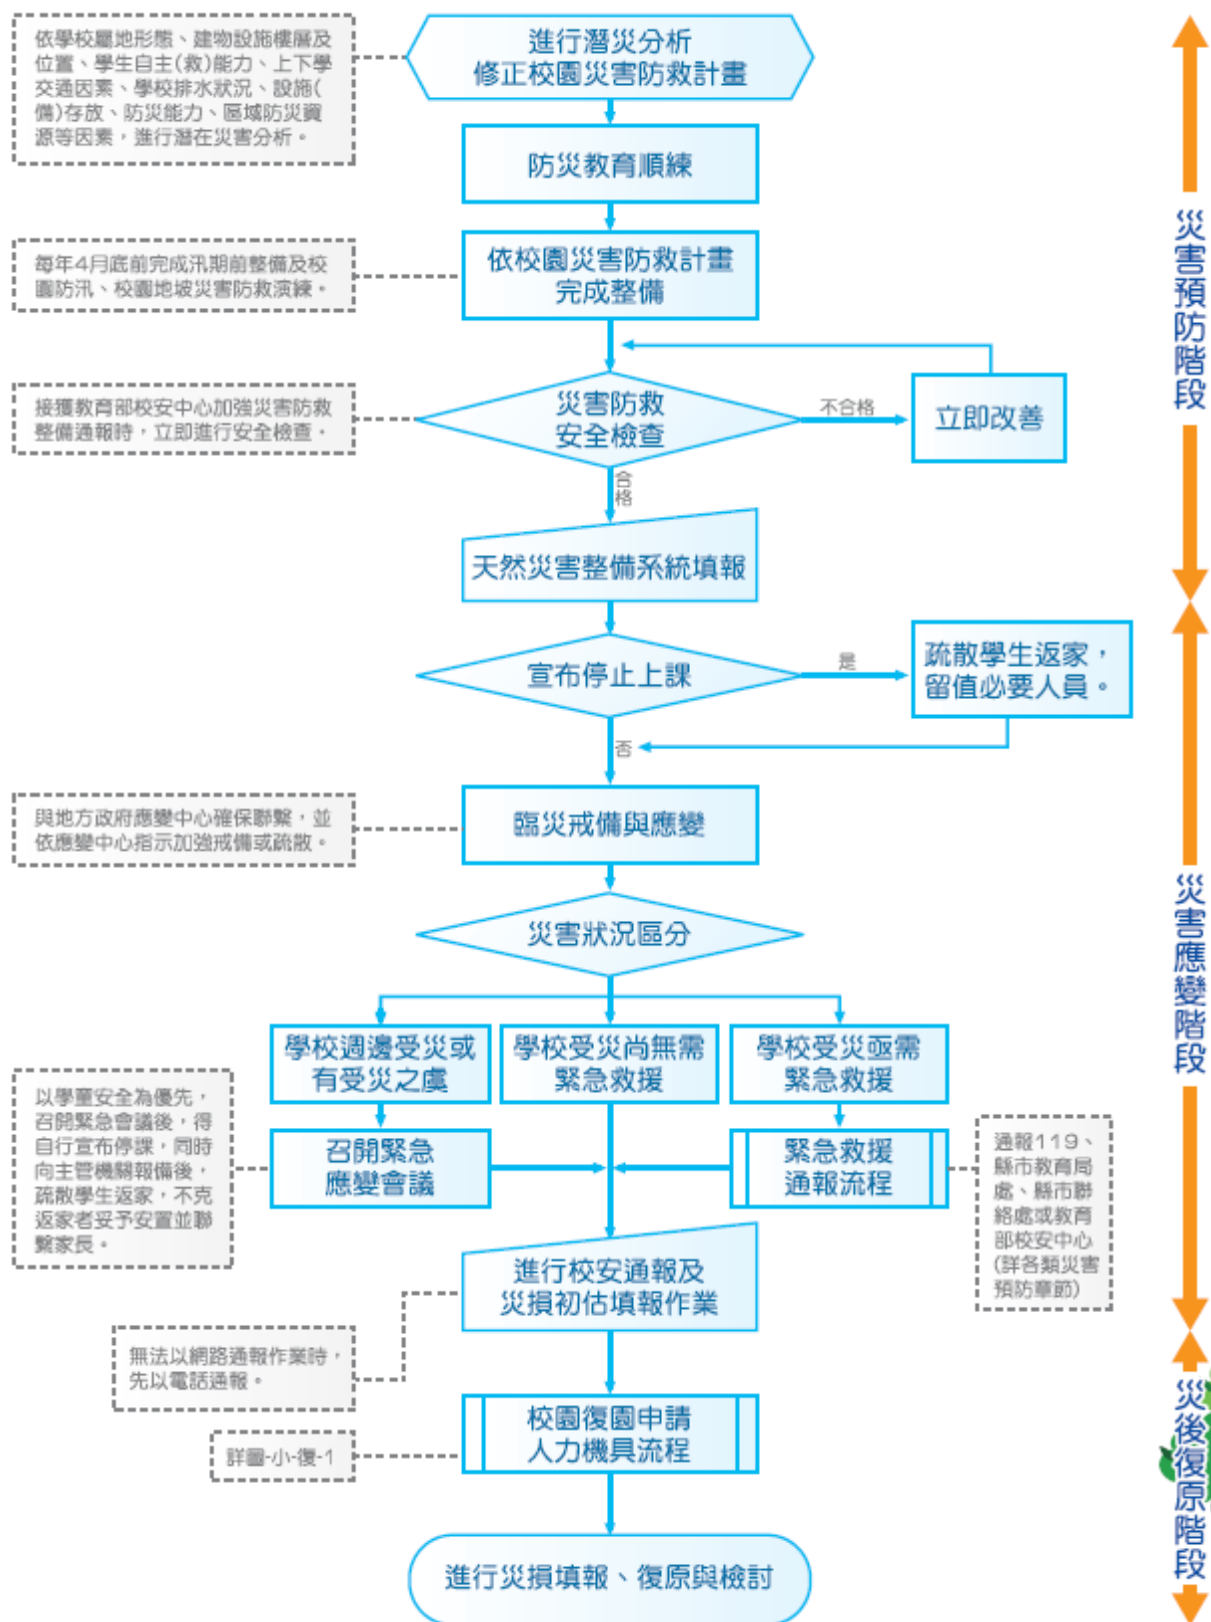 進行潛災分析
修正校園災害防救計畫
依學校屬地形態、建物設施樓層及
位置、學生自主(救)能力、上下學
交通因素、學校排水狀況、設施(
備)存放、防災能力、區域防災資
源等因素，進行潛在災害分析。
防災教育順練
依校園災害防救計畫
完成整備
每年4月底前完成汛期前整備及校
園防汛、校園地坡災害防救演練。
災害防救
安全檢查
不合格
立即改善
接獲教育部校安中心加強災害防救
整備通報時，立即進行安全檢查。
合格
天然災害整備系統填報
災害預防階段
宣布停止上課
是
疏散學生返家，
留值必要人員。
否
臨災戒備與應變
與地方政府應變中心確保聯繫，並
依應變中心指示加強戒備或疏散。
災害狀況區分
學校週邊受災或
有受災之虞
學校受災尚無需
緊急救援
學校受災亟需
緊急救援
召開緊急
應變會議
緊急救援
通報流程
以學童安全為優先，
召開緊急會議後，得
自行宣布停課，同時
向主管機關報備後，
疏散學生返家，不克
返家者妥予安置並聯
繫家長。
通報119、
縣市教育局
處、縣市聯
絡處或教育
部校安中心
(詳各類災害
預防章節)
災害應變階段
進行校安通報及
災損初估填報作業
無法以網路通報作業時，
先以電話通報。
校園復園申請
人力機具流程
詳圖-小-復-1
進行災損填報、復原與檢討
災後復原階段